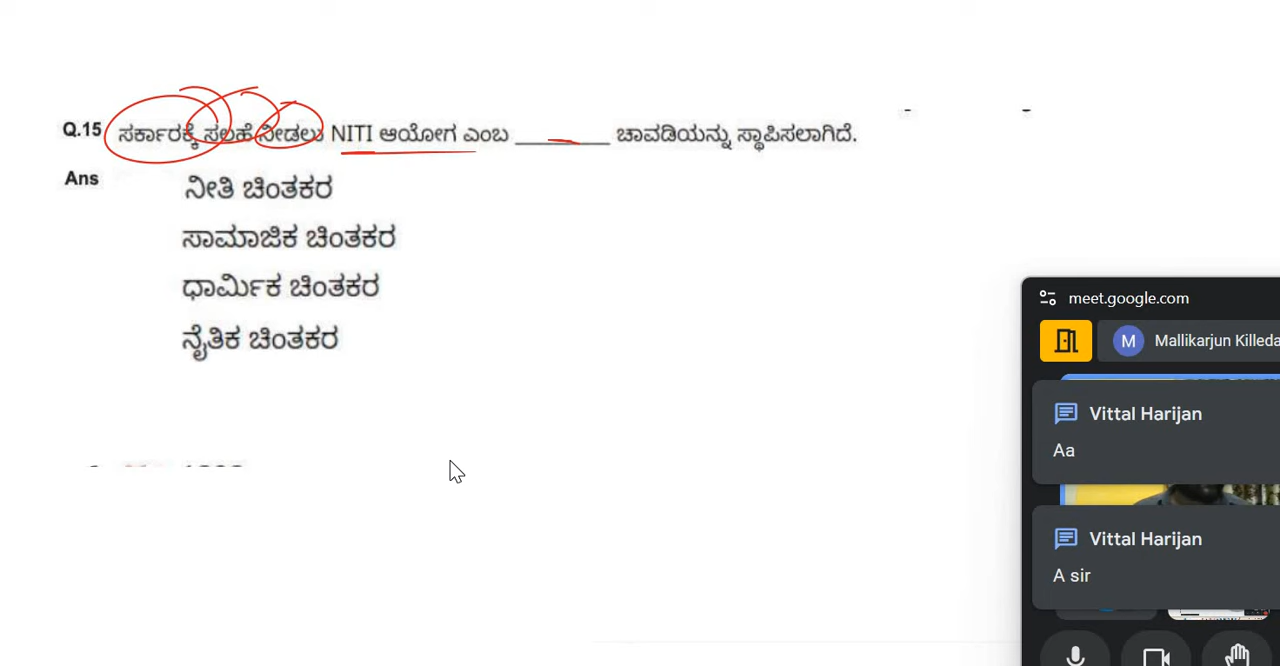 Q.15 ಸರ್ಕಾರಕ್ಕೆ ಸಲಹೆ ನೀಡಲು NITI ಆಯೋಗ ಎಂಬ ________ ಚಾವಡಿಯನ್ನು ಸ್ಥಾಪಿಸಲಾಗಿದೆ.
Ans ನೀತಿ ಚಿಂತಕರ
ಸಾಮಾಜಿಕ ಚಿಂತಕರ
ಧಾರ್ಮಿಕ ಚಿಂತಕರ
ನೈತಿಕ ಚಿಂತಕರ
meet.google.com
M Mallikarjun Killeda
Vittal Harijan
Aa
Vittal Harijan
A sir